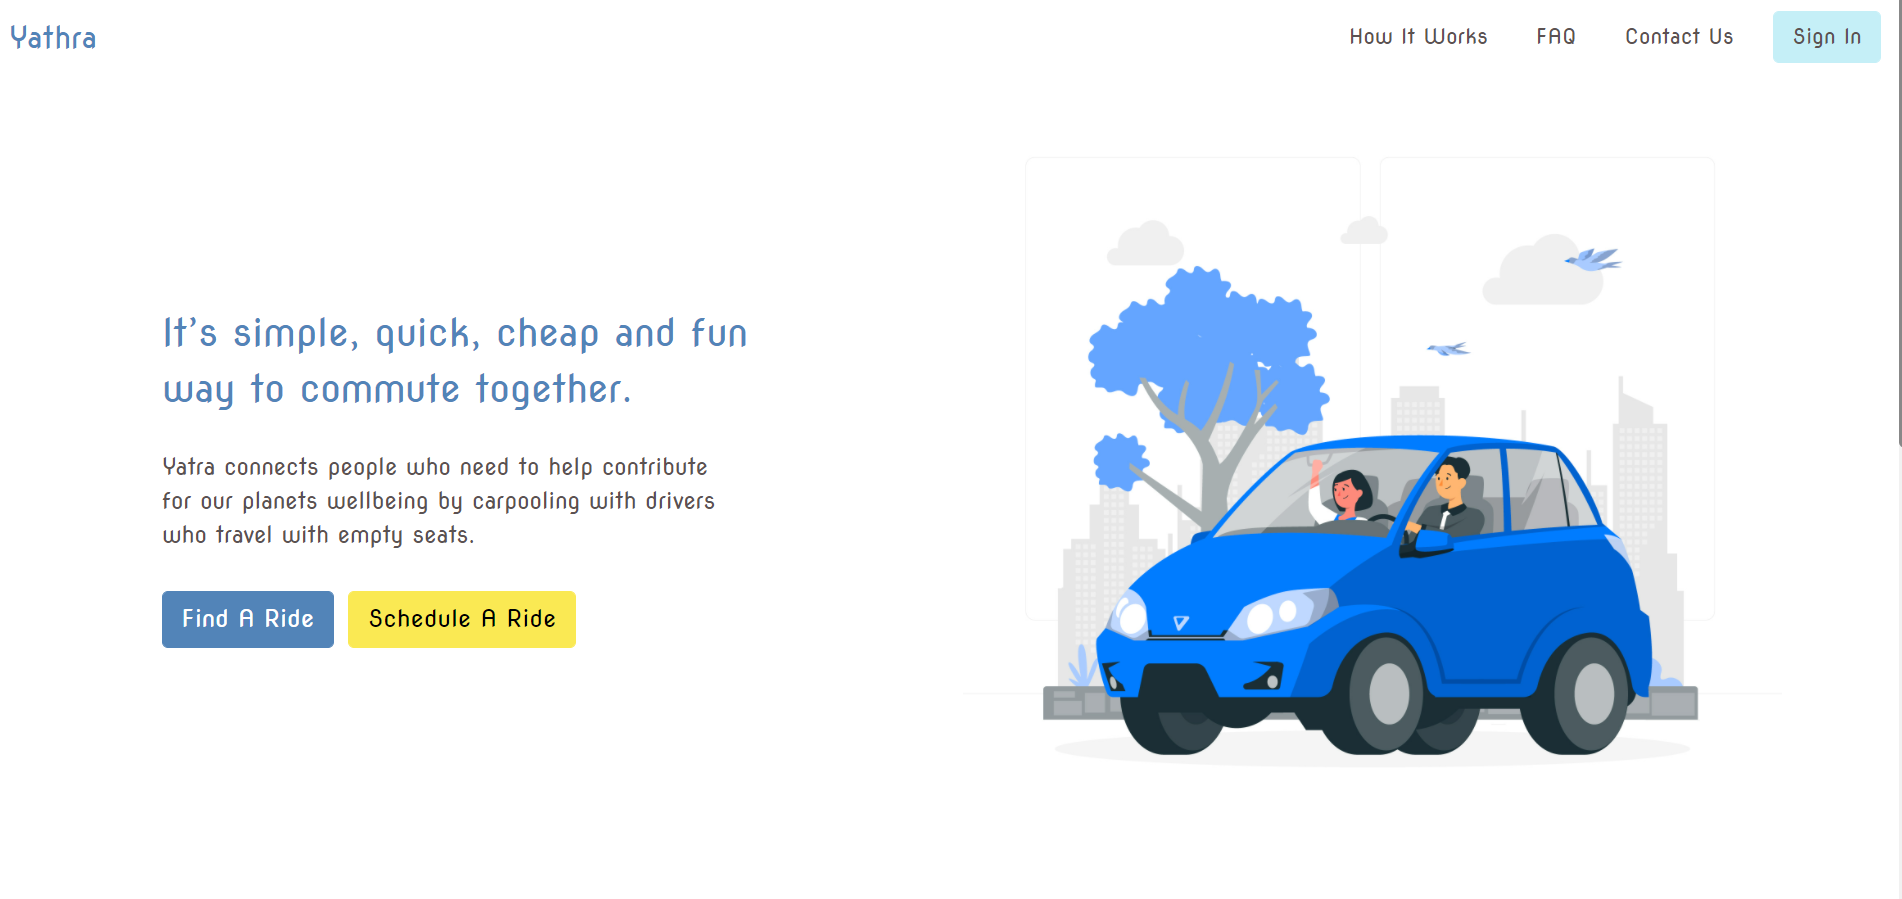 Yathra
How It Works
FAQ
Contact Us
Sign In
It's simple, quick, cheap and fun
way to commute together.
Yatra connects people who need to help contribute
for our planets wellbeing by carpooling with drivers
who travel with empty seats.
Find A Ride
Schedule A Ride